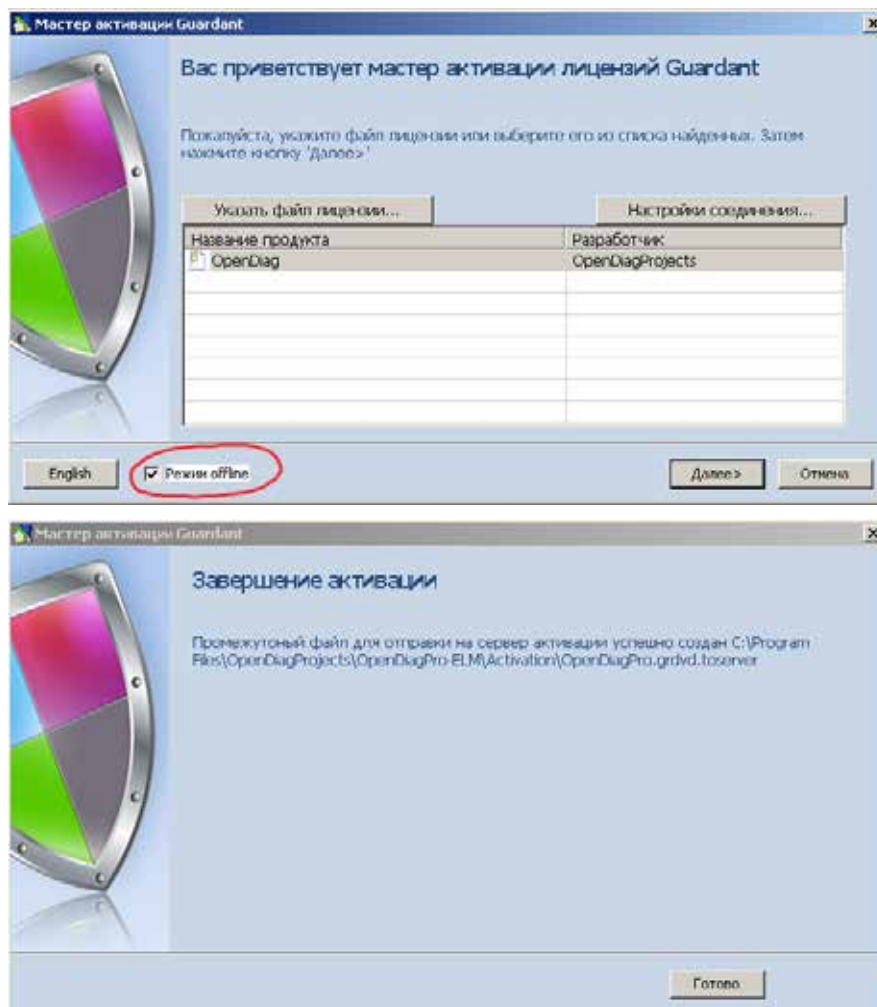 Мастер активации Guardant
Вас приветствует мастер активации лицензий Guardant
Пожалуйста, укажите файл лицензии или выберите его из списка найденных. Затем
нажмите кнопку 'Далее>'
Указать файл лицензии...
Настройки соединения...
Название продукта
Разработчик
OpenDiag
OpenDiagProjects
English
Режим offline
Далее>
Отмена
Мастер активации Guardant
Завершение активации
Промежутоный файл для отправки на сервер активации успешно создан C:\Program
Files\OpenDiagProjects\OpenDiagPro-ELM\Activation\OpenDiagPro.grdvd.toserver
Готово